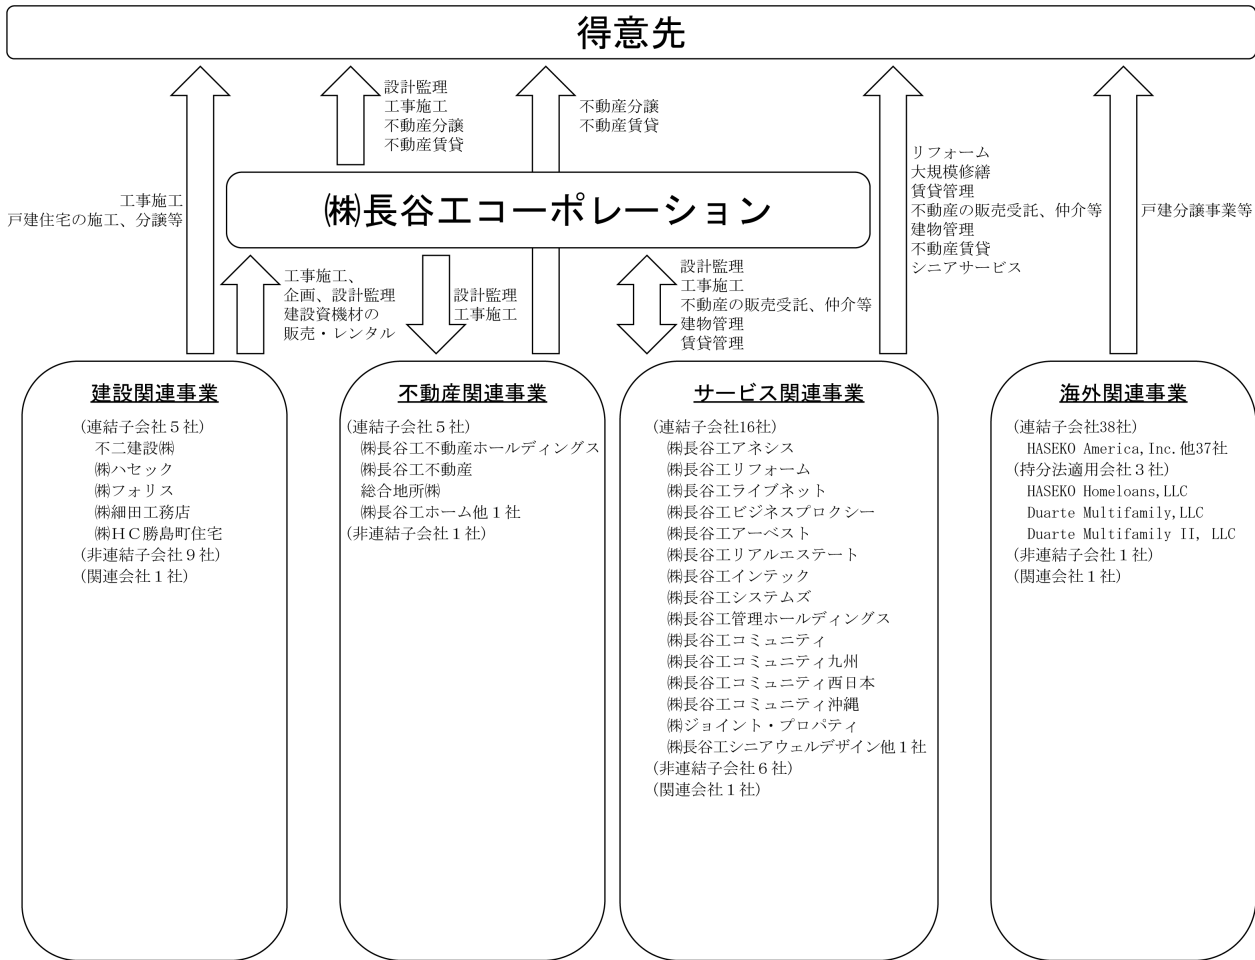 得意先
設計監理
工事施工
不動産分譲
不動産賃貸
不動産分譲
不動産賃貸
工事施工
戸建住宅の施工、分譲等
リフォーム
大規模修繕
賃貸管理
不動産の販売受託、仲介等
建物管理
不動産賃貸
シニアサービス
戸建分譲事業等
㈱長谷工コーポレーション
工事施工、
企画、設計監理
建設資機材の
販売・レンタル
設計監理
工事施工
設計監理
工事施工
不動産の販売受託、仲介等
建物管理
賃貸管理
建設関連事業
(連結子会社５社)
不二建設㈱
㈱ハセック
㈱フォリス
㈱細田工務店
㈱ＨＣ勝島町住宅
(非連結子会社９社)
(関連会社１社)
不動産関連事業
(連結子会社５社)
㈱長谷工不動産ホールディングス
㈱長谷工不動産
総合地所㈱
㈱長谷工ホーム他１社
(非連結子会社１社)
サービス関連事業
(連結子会社16社)
㈱長谷工アネシス
㈱長谷工リフォーム
㈱長谷工ライブネット
㈱長谷工ビジネスプロクシー
㈱長谷工アーベスト
㈱長谷工リアルエステート
㈱長谷工インテック
㈱長谷工システムズ
㈱長谷工管理ホールディングス
㈱長谷工コミュニティ
㈱長谷工コミュニティ九州
㈱長谷工コミュニティ西日本
㈱長谷工コミュニティ沖縄
㈱ジョイント・プロパティ
㈱長谷工シニアウェルデザイン他１社
(非連結子会社６社)
(関連会社１社)
海外関連事業
(連結子会社38社)
HASEKO America,Inc.他37社
(持分法適用会社３社)
HASEKO Homeloans,LLC
Duarte Multifamily,LLC
Duarte Multifamily II, LLC
(非連結子会社１社)
(関連会社１社)